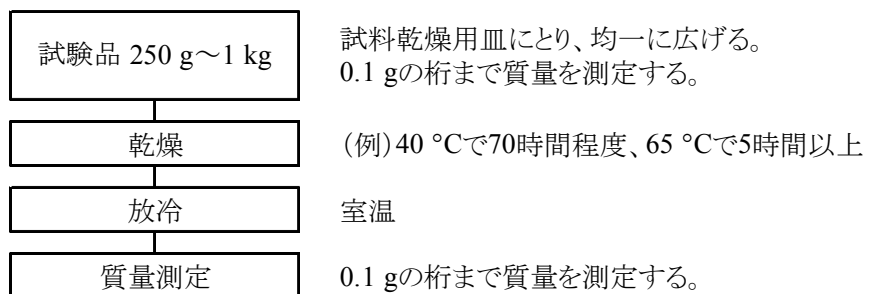 試験品 250 g～1 kg
試料乾燥用皿にとり、均一に広げる。
0.1 gの桁まで質量を測定する。
乾燥
(例)40 °Cで70時間程度、65 °Cで5時間以上
放冷
室温
質量測定
0.1 gの桁まで質量を測定する。